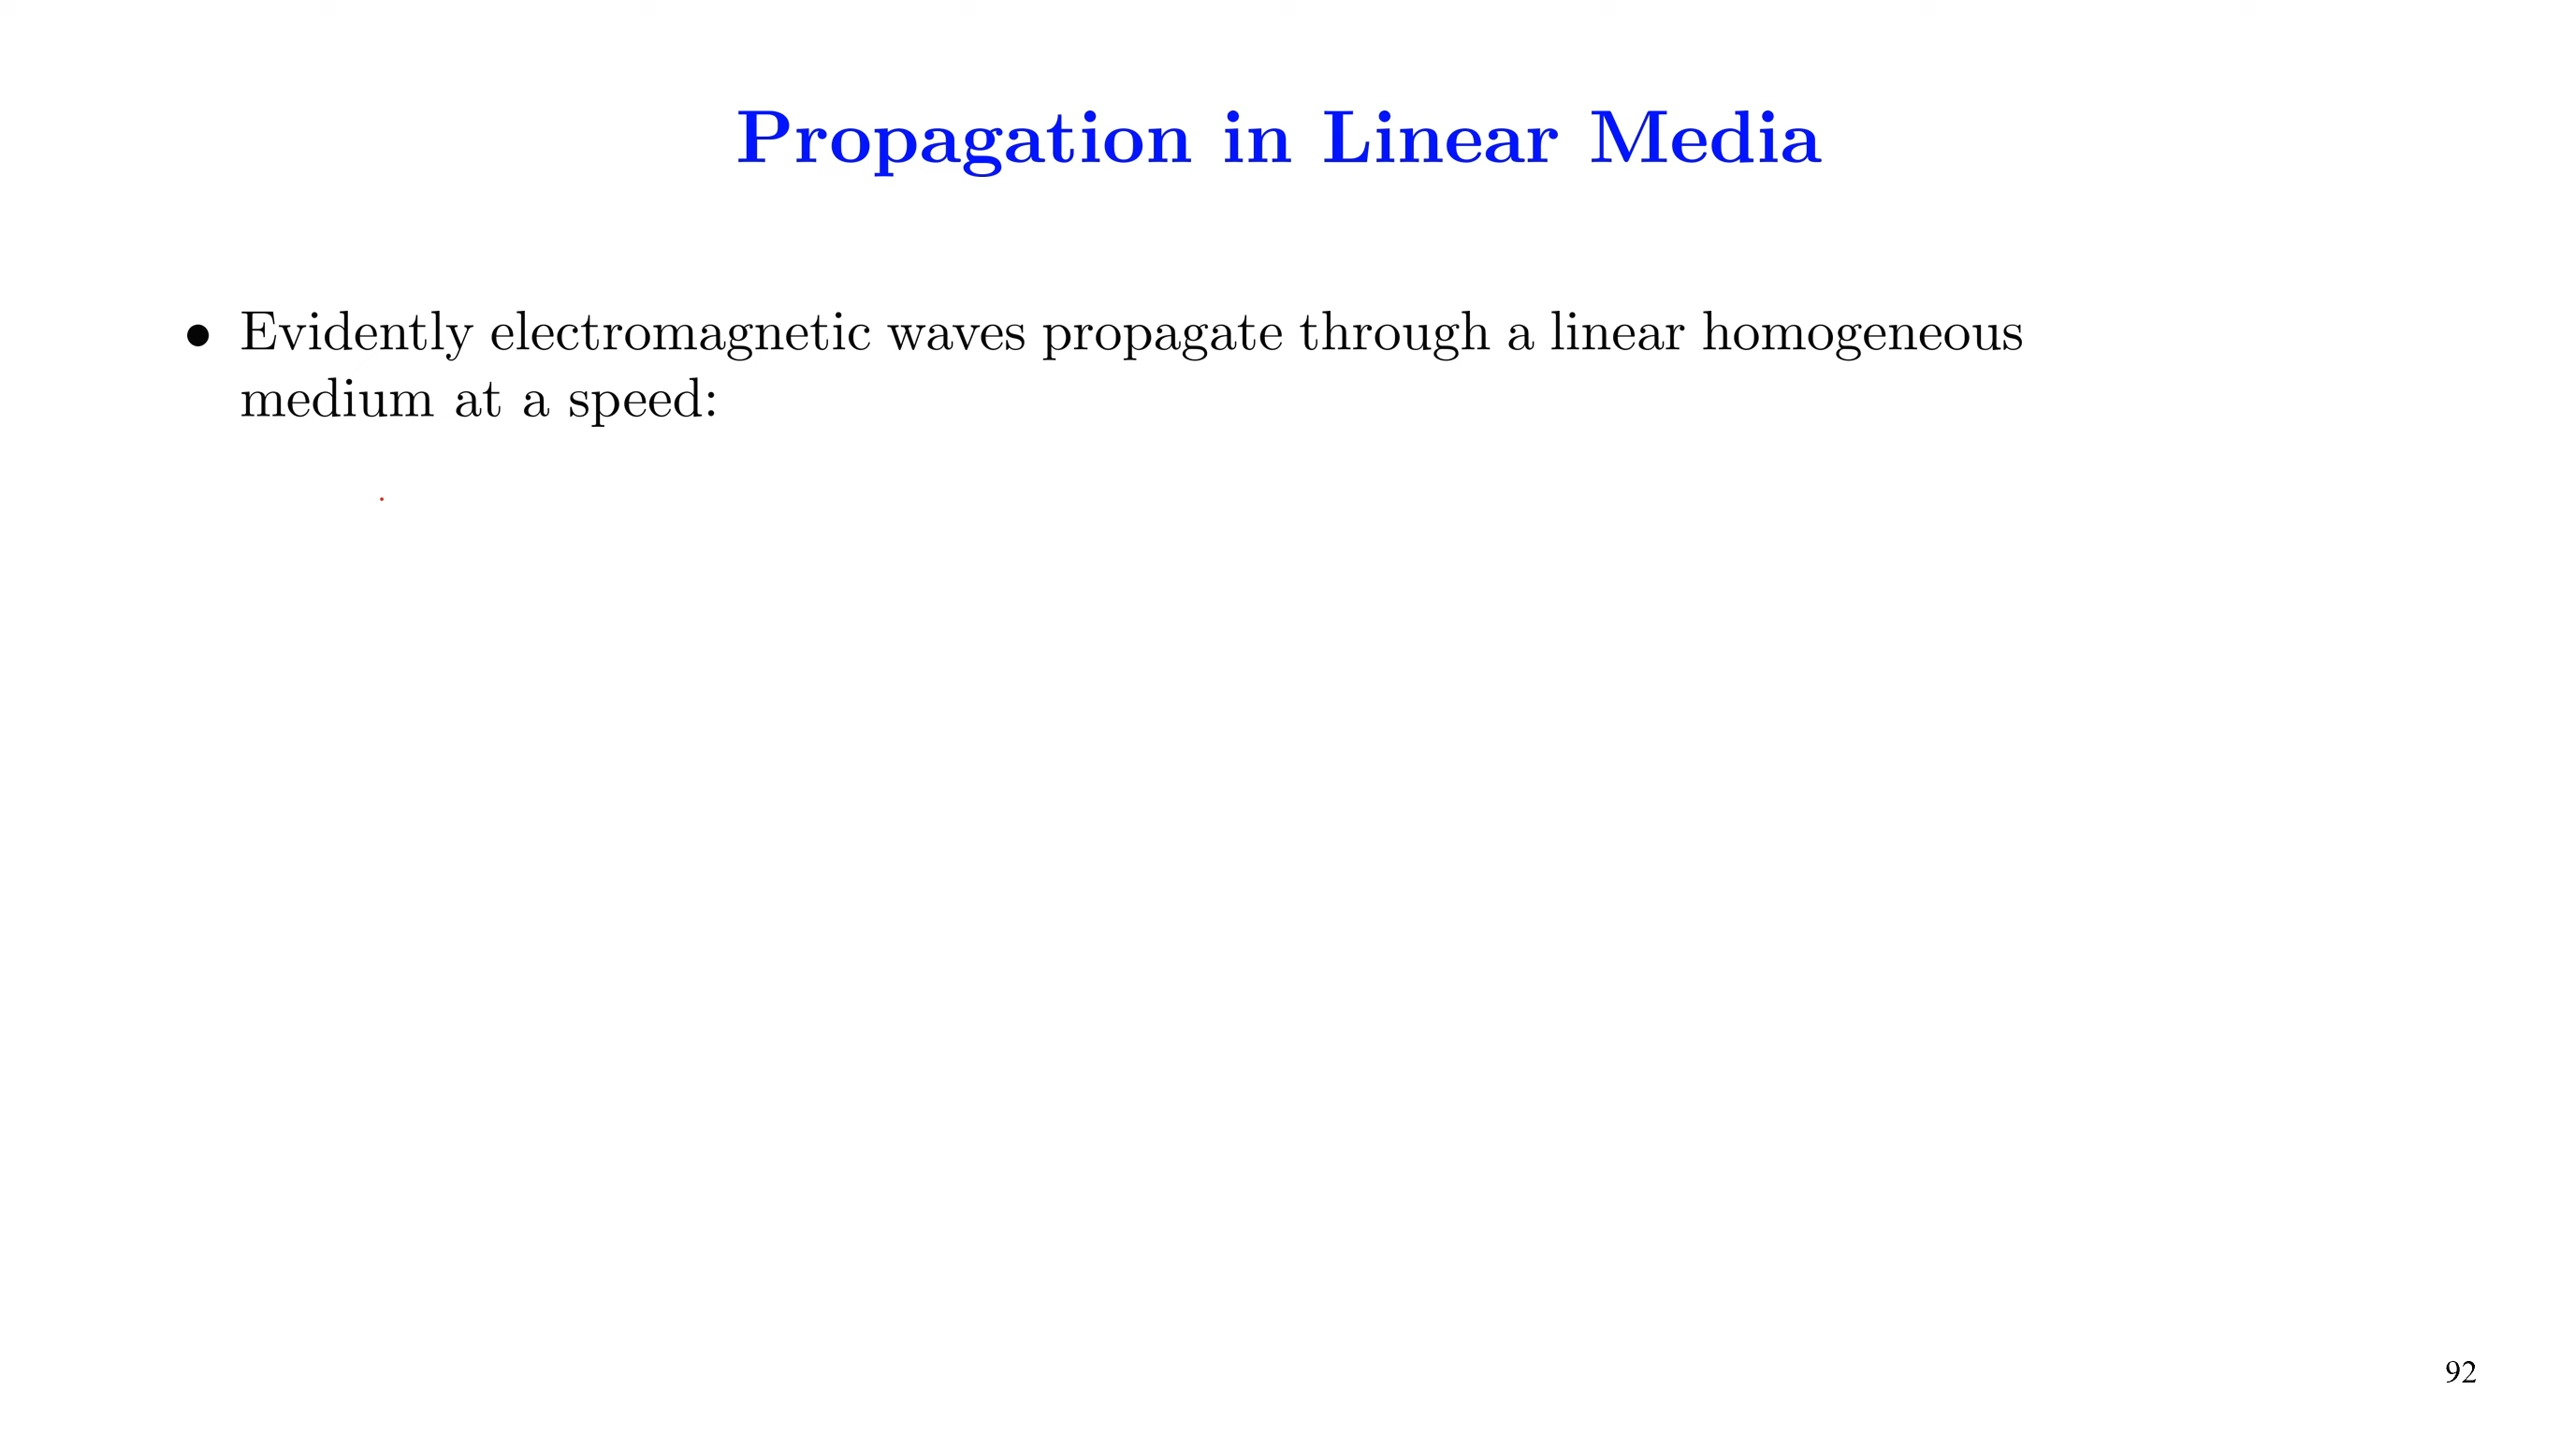 Propagation in Linear Media
• Evidently electromagnetic waves propagate through a linear homogeneous
medium at a speed:
92